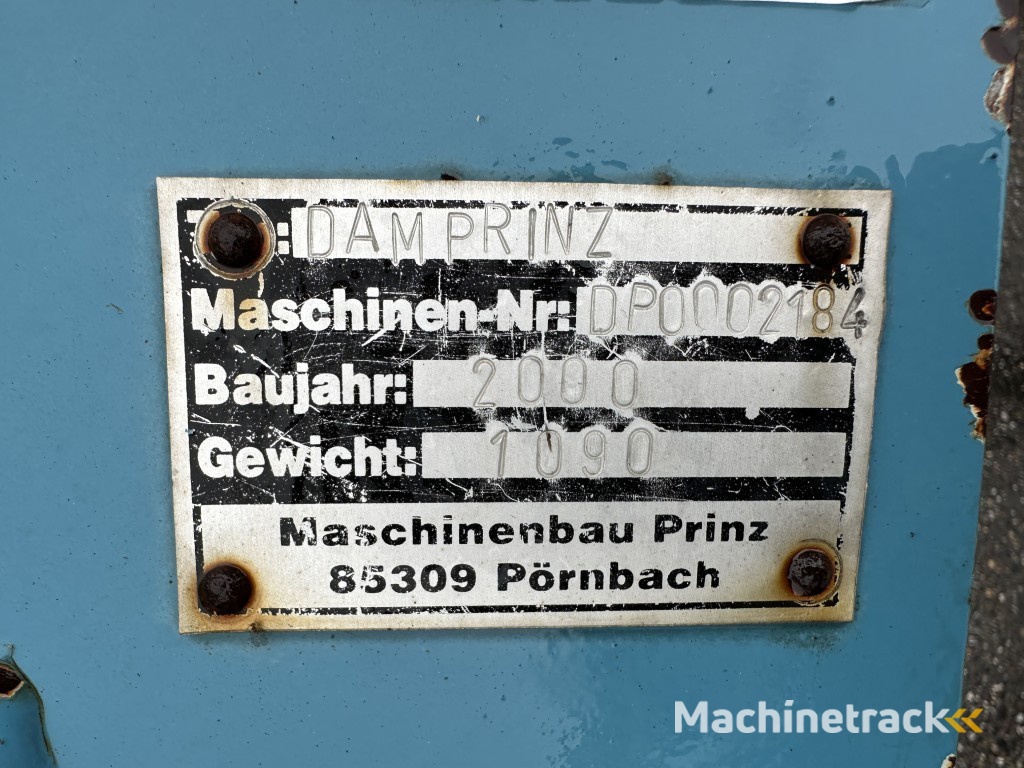 DAMPRINZ
Maschinen-Nr: DP0002184
Baujahr: 2000
Gewicht: 1090
Maschinenbau Prinz
85309 Pörnbach
Machinetrack